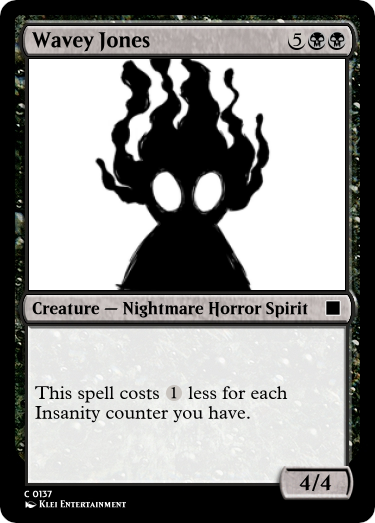 Wavey Jones 5
Creature — Nightmare Horror Spirit
This spell costs 1 less for each
Insanity counter you have.
4/4
C 0137
Klei Entertainment